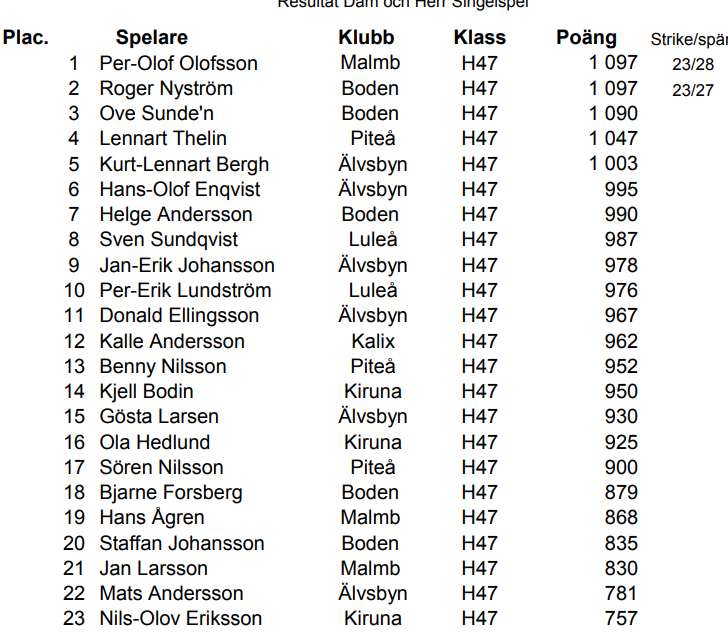 Resultat Dam och Herr Singelspel
Plac. Spelare Klubb Klass Poäng Strike/spär
1 Per-Olof Olofsson Malmb H47 1 097 23/28
2 Roger Nyström Boden H47 1 097 23/27
3 Ove Sunde'n Boden H47 1 090
4 Lennart Thelin Piteå H47 1 047
5 Kurt-Lennart Bergh Älvsbyn H47 1 003
6 Hans-Olof Enqvist Älvsbyn H47 995
7 Helge Andersson Boden H47 990
8 Sven Sundqvist Luleå H47 987
9 Jan-Erik Johansson Älvsbyn H47 978
10 Per-Erik Lundström Luleå H47 976
11 Donald Ellingsson Älvsbyn H47 967
12 Kalle Andersson Kalix H47 962
13 Benny Nilsson Piteå H47 952
14 Kjell Bodin Kiruna H47 950
15 Gösta Larsen Älvsbyn H47 930
16 Ola Hedlund Kiruna H47 925
17 Sören Nilsson Piteå H47 900
18 Bjarne Forsberg Boden H47 879
19 Hans Ågren Malmb H47 868
20 Staffan Johansson Boden H47 835
21 Jan Larsson Malmb H47 830
22 Mats Andersson Älvsbyn H47 781
23 Nils-Olov Eriksson Kiruna H47 757